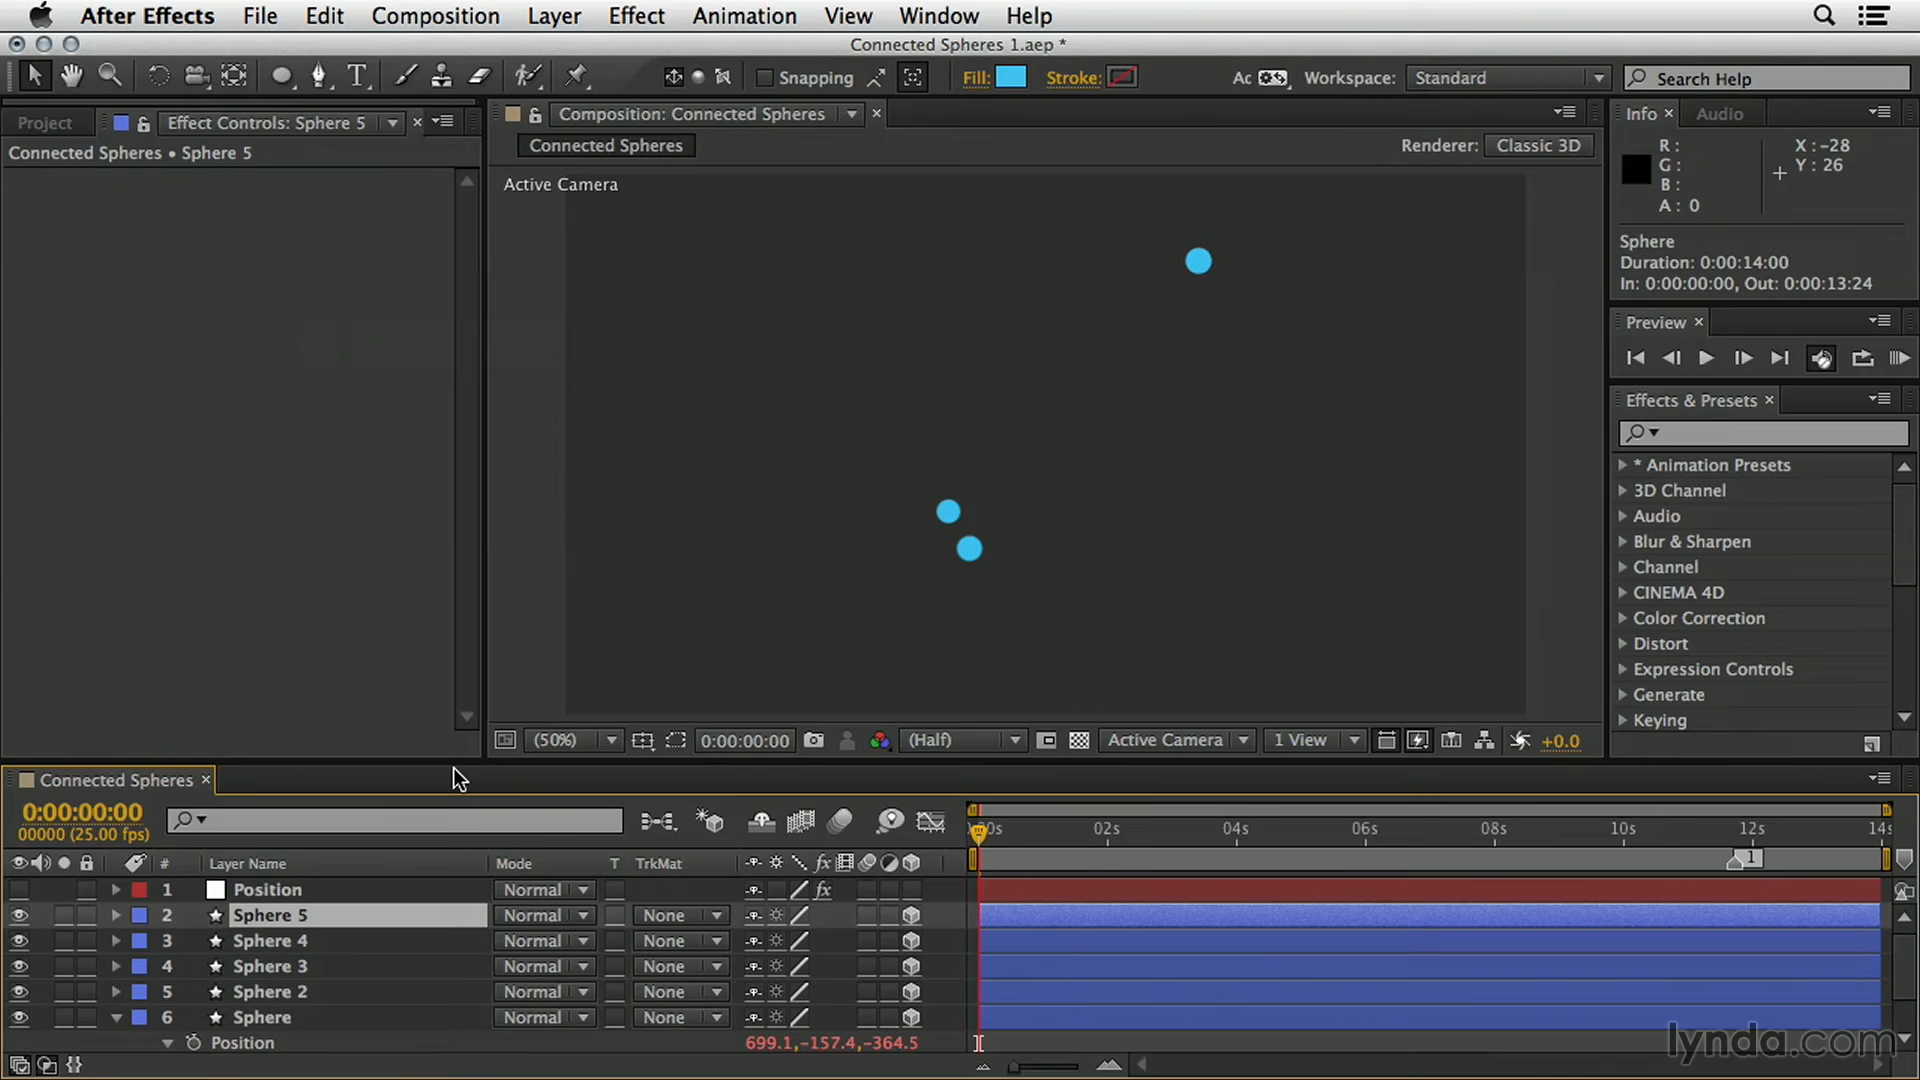 After Effects File Edit Composition Layer Effect Animation View Window Help
Connected Spheres 1.aep *
T Snapping Fill: Stroke: Ac Workspace: Standard Search Help
Project Effect Controls: Sphere 5 × Composition: Connected Spheres × Info × Audio
Connected Spheres • Sphere 5
Connected Spheres Renderer: Classic 3D
Active Camera
R :
G :
B :
A : 0
X : -28
Y : 26
Sphere
Duration: 0:00:14:00
In: 0:00:00:00, Out: 0:00:13:24
Preview ×
Effects & Presets ×
* Animation Presets
3D Channel
Audio
Blur & Sharpen
Channel
CINEMA 4D
Color Correction
Distort
Expression Controls
Generate
Keying
(50%) 0:00:00:00 (Half) Active Camera 1 View +0.0
Connected Spheres ×
0:00:00:00
00000 (25.00 fps)
00s 02s 04s 06s 08s 10s 12s 14s
1
# Layer Name Mode T TrkMat fx
1 Position Normal fx
2 Sphere 5 Normal None
3 Sphere 4 Normal None
4 Sphere 3 Normal None
5 Sphere 2 Normal None
6 Sphere Normal None
Position 699.1,-157.4,-364.5
lynda.com